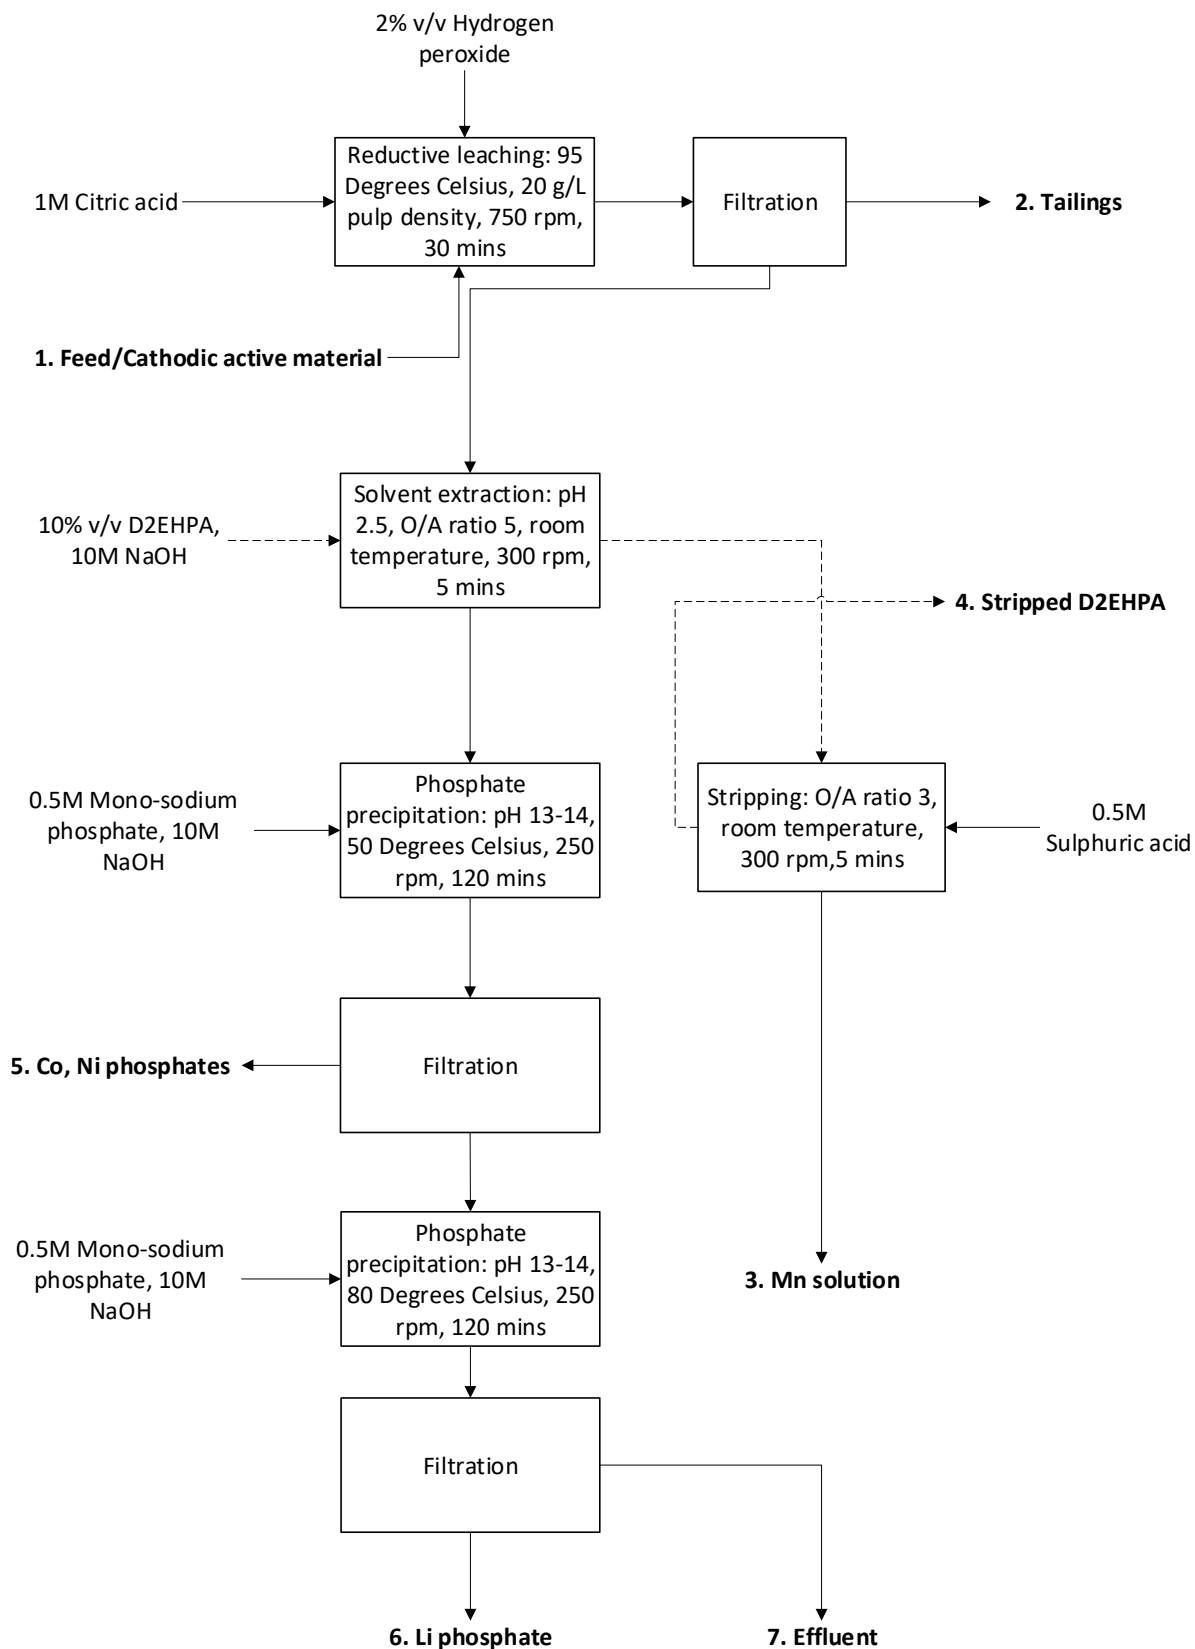 2% v/v Hydrogen
peroxide
Reductive leaching: 95
Degrees Celsius, 20 g/L
pulp density, 750 rpm,
30 mins
1M Citric acid
Filtration
2. Tailings
1. Feed/Cathodic active material
Solvent extraction: pH
2.5, O/A ratio 5, room
temperature, 300 rpm,
5 mins
10% v/v D2EHPA,
10M NaOH
4. Stripped D2EHPA
Phosphate
precipitation: pH 13-14,
50 Degrees Celsius, 250
rpm, 120 mins
0.5M Mono-sodium
phosphate, 10M
NaOH
Stripping: O/A ratio 3,
room temperature,
300 rpm,5 mins
0.5M
Sulphuric acid
5. Co, Ni phosphates
Filtration
Phosphate
precipitation: pH 13-14,
80 Degrees Celsius, 250
rpm, 120 mins
0.5M Mono-sodium
phosphate, 10M
NaOH
3. Mn solution
Filtration
6. Li phosphate
7. Effluent